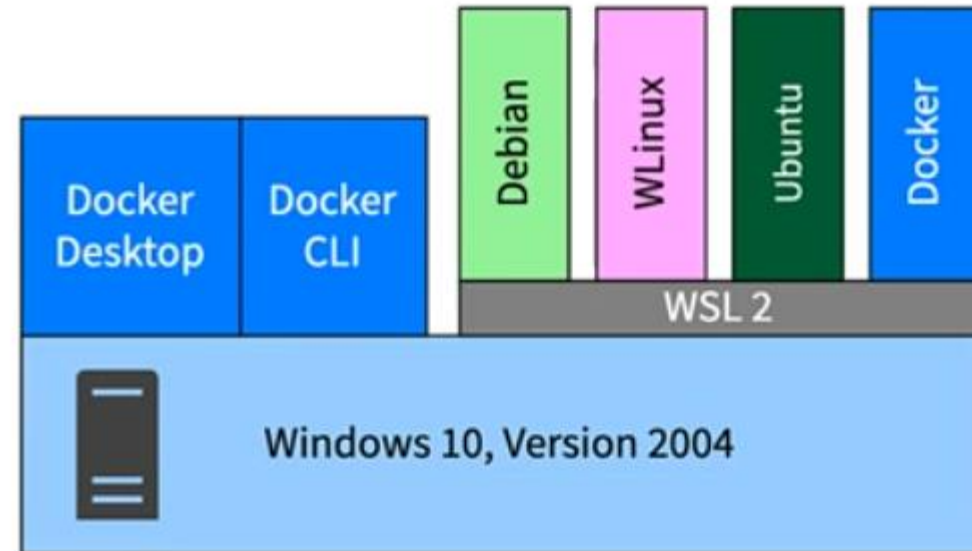 Debian
WLinux
Ubuntu
Docker
Docker
Desktop
Docker
CLI
WSL 2
Windows 10, Version 2004